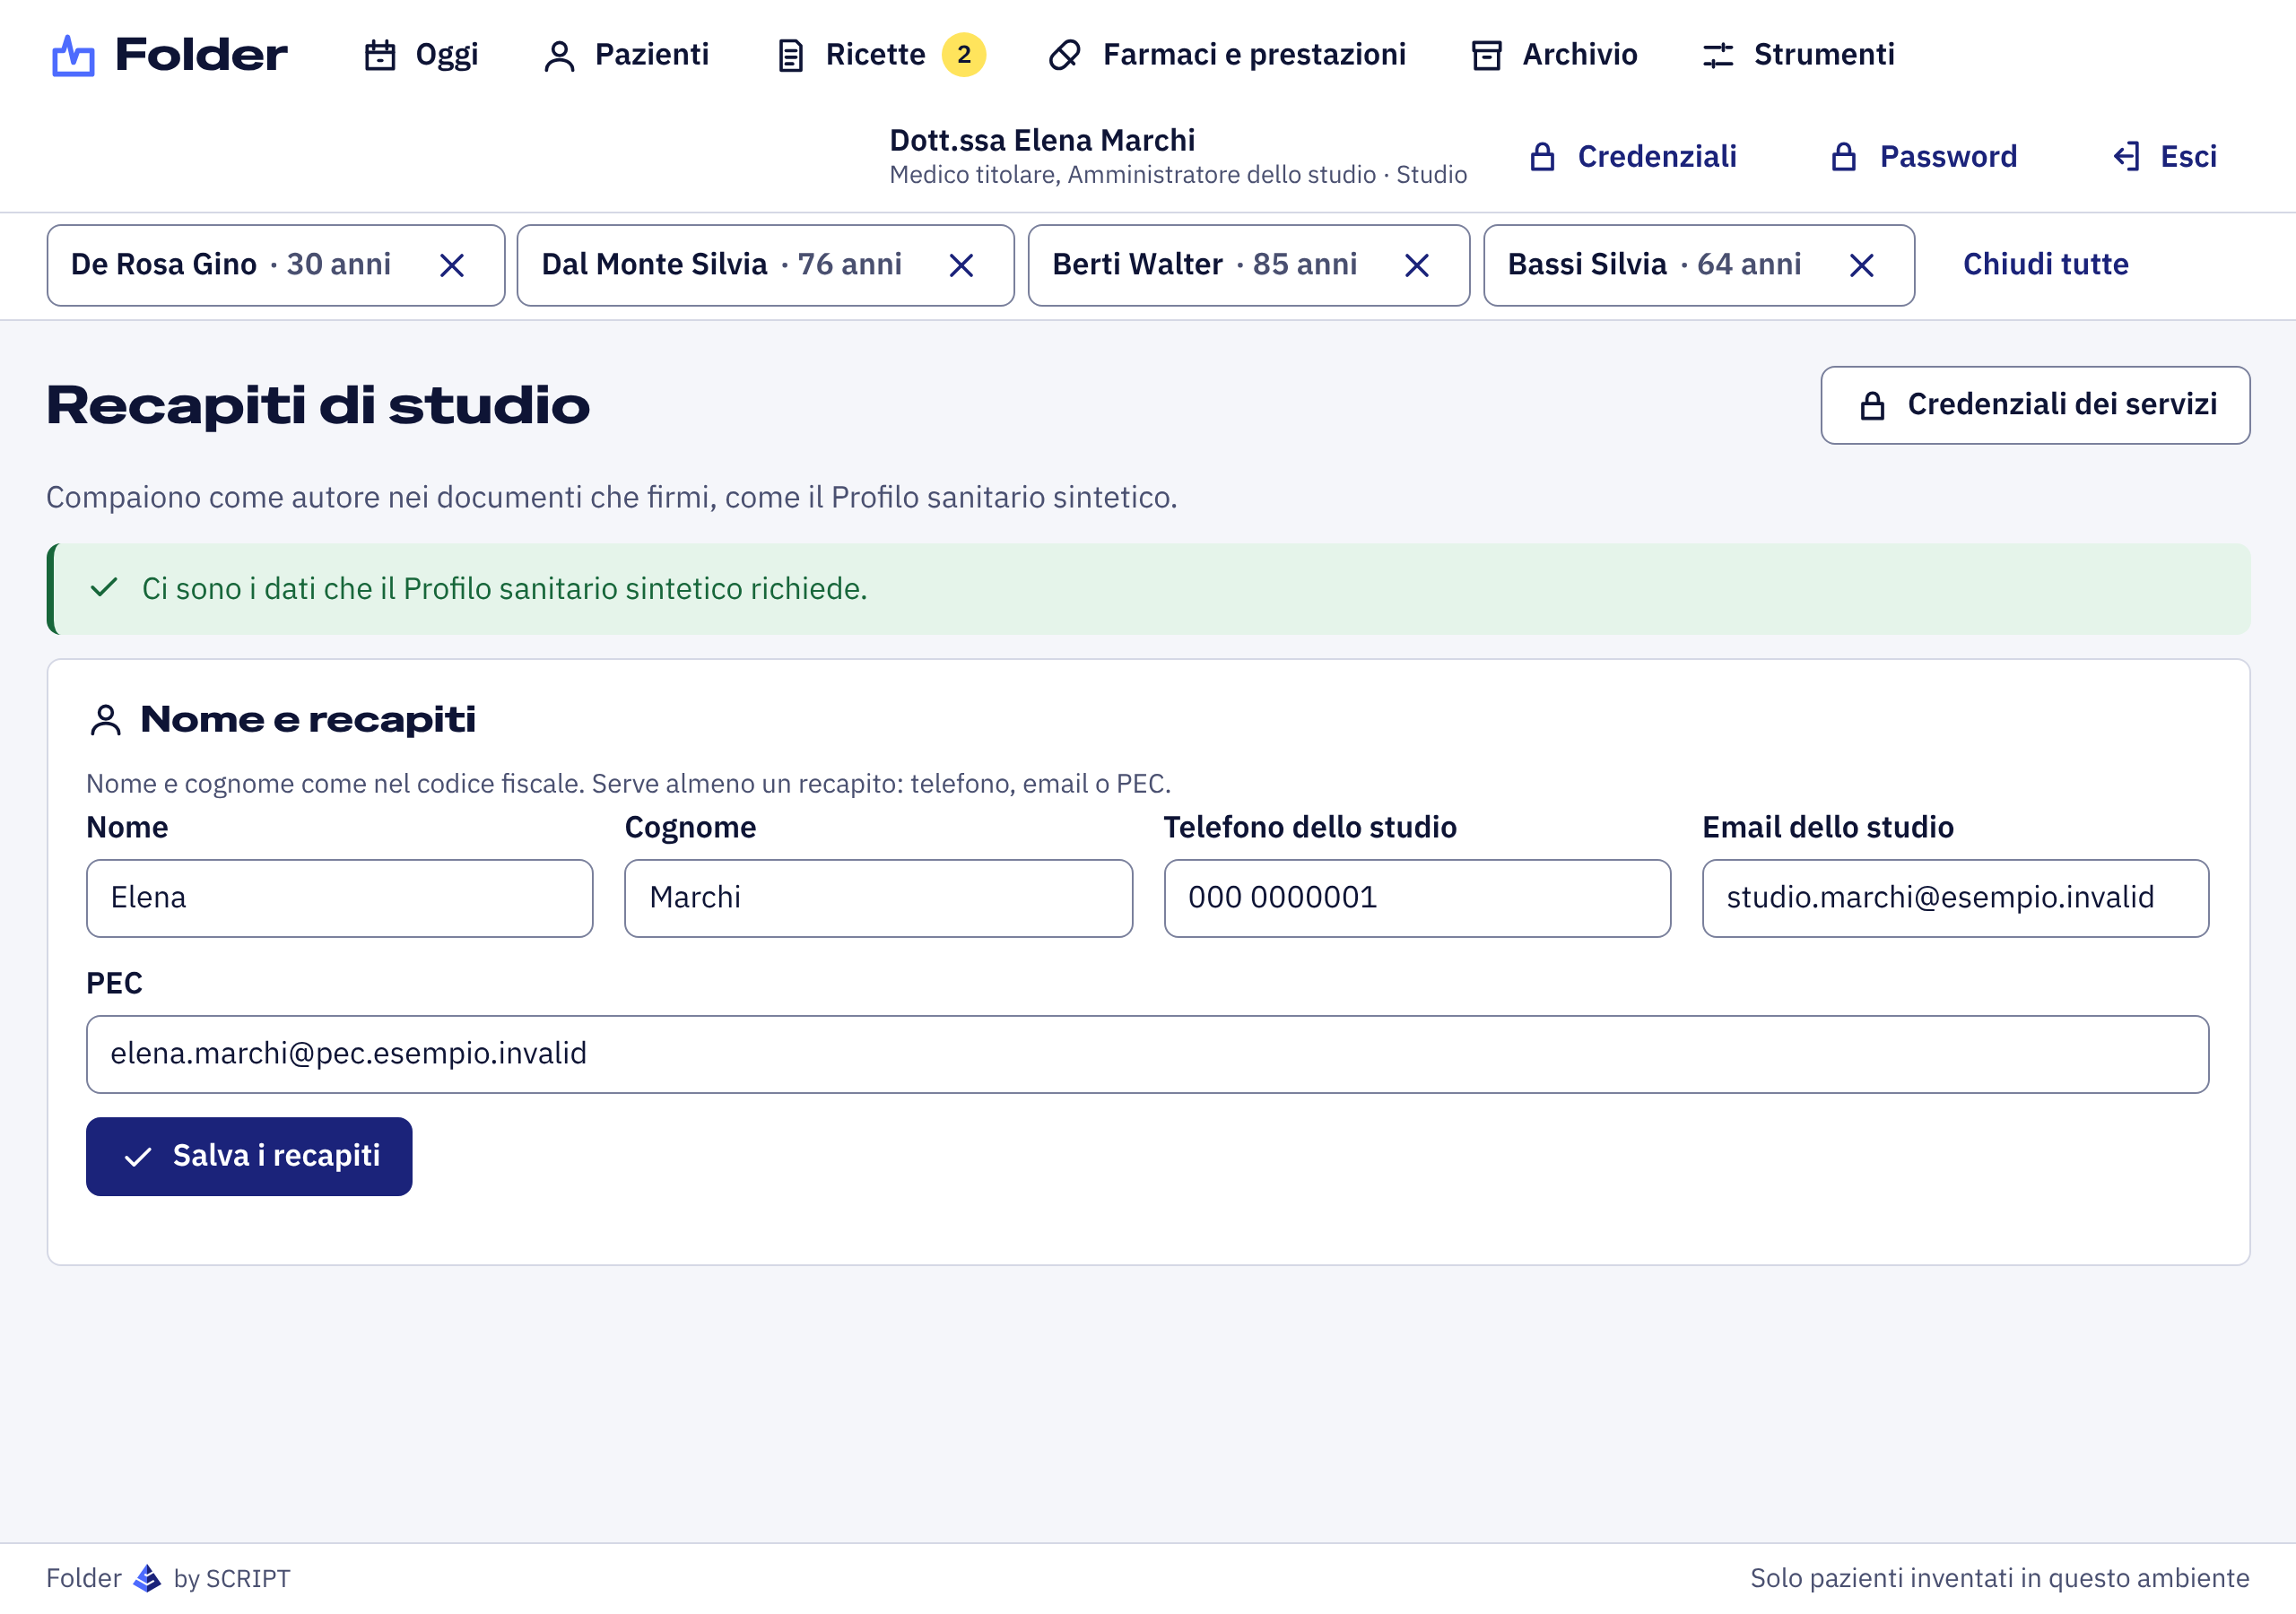 Folder
Oggi
Pazienti
Ricette 2
Farmaci e prestazioni
Archivio
Strumenti
Dott.ssa Elena Marchi
Medico titolare, Amministratore dello studio · Studio
Credenziali
Password
Esci
De Rosa Gino · 30 anni
Dal Monte Silvia · 76 anni
Berti Walter · 85 anni
Bassi Silvia · 64 anni
Chiudi tutte
Recapiti di studio
Credenziali dei servizi
Compaiono come autore nei documenti che firmi, come il Profilo sanitario sintetico.
Ci sono i dati che il Profilo sanitario sintetico richiede.
Nome e recapiti
Nome e cognome come nel codice fiscale. Serve almeno un recapito: telefono, email o PEC.
Nome
Elena
Cognome
Marchi
Telefono dello studio
000 0000001
Email dello studio
studio.marchi@esempio.invalid
PEC
elena.marchi@pec.esempio.invalid
Salva i recapiti
Folder by SCRIPT
Solo pazienti inventati in questo ambiente